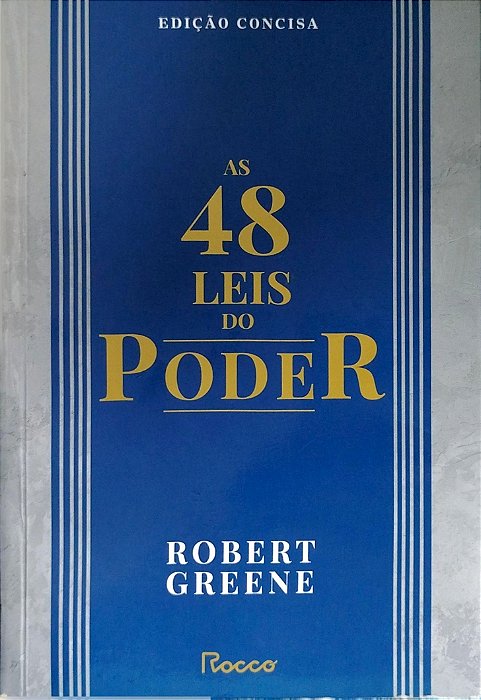 EDIÇÃO CONCISA
AS
48
LEIS
DO
PODER
ROBERT
GREENE
Rocco